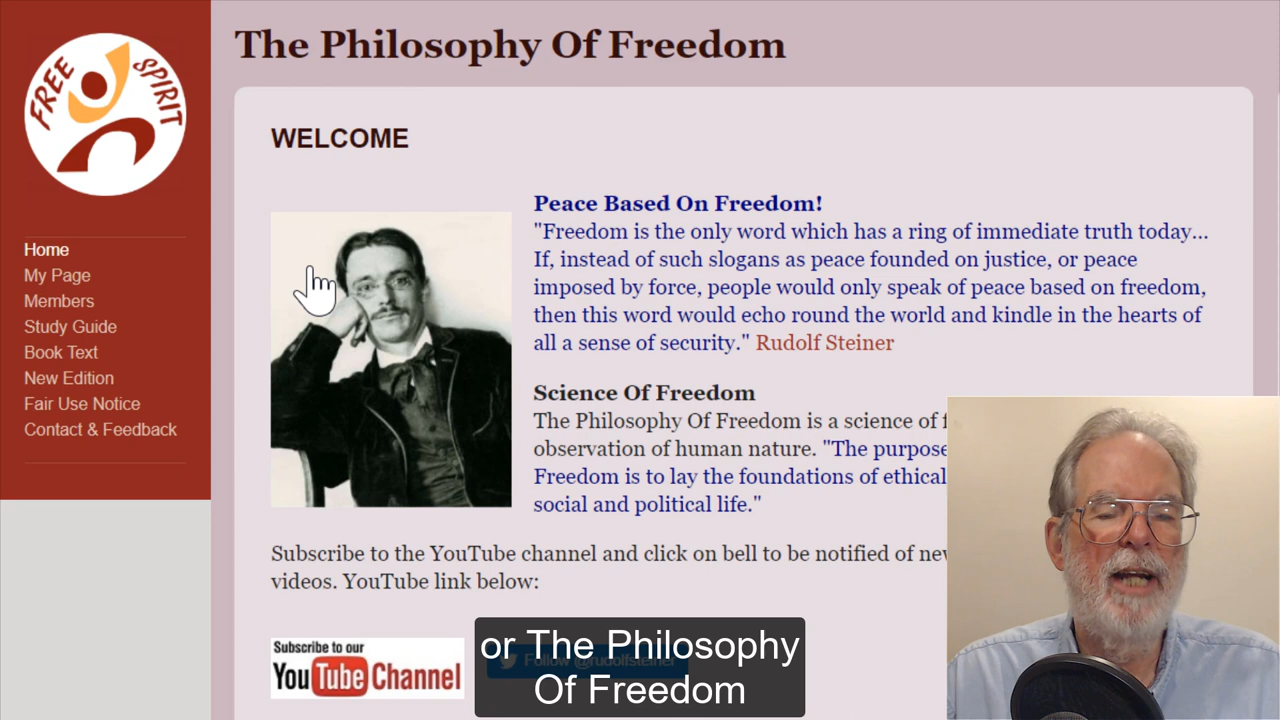 The Philosophy Of Freedom
FREE SPIRIT
WELCOME
Home
My Page
Members
Study Guide
Book Text
New Edition
Fair Use Notice
Contact & Feedback
Peace Based On Freedom!
"Freedom is the only word which has a ring of immediate truth today...
If, instead of such slogans as peace founded on justice, or peace
imposed by force, people would only speak of peace based on freedom,
then this word would echo round the world and kindle in the hearts of
all a sense of security." Rudolf Steiner
Science Of Freedom
The Philosophy Of Freedom is a science of
observation of human nature. "The purpose
Freedom is to lay the foundations of ethical
social and political life."
Subscribe to the YouTube channel and click on bell to be notified of
videos. YouTube link below:
Subscribe to our
YouTube Channel
Follow @rudolfsteiner
or The Philosophy
Of Freedom